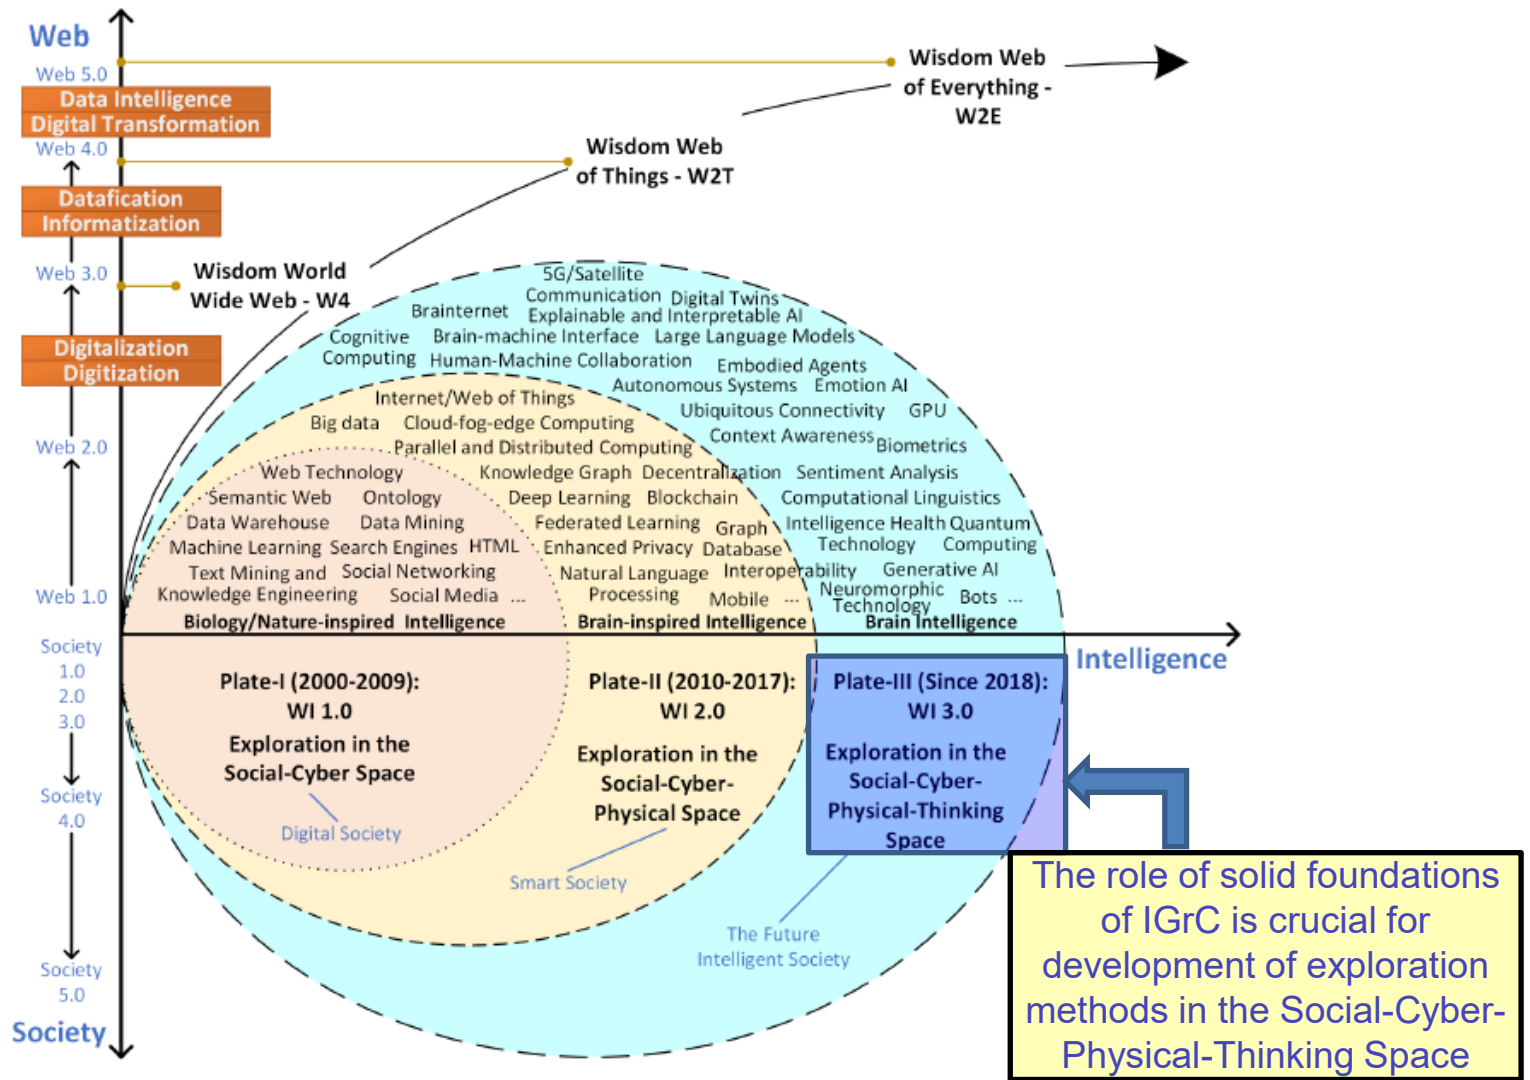 Web
Web 5.0
Data Intelligence
Digital Transformation
Web 4.0
Datafication
Informatization
Web 3.0
Digitalization
Digitization
Web 2.0
Web 1.0
Society
1.0
2.0
3.0
Society
4.0
Society
5.0
Society
Wisdom Web
of Everything -
W2E
Wisdom Web
of Things - W2T
Wisdom World
Wide Web - W4
5G/Satellite
Communication Digital Twins
Brainternet Explainable and Interpretable AI
Cognitive Brain-machine Interface Large Language Models
Computing Human-Machine Collaboration Embodied Agents
Autonomous Systems Emotion AI
Internet/Web of Things
Ubiquitous Connectivity GPU
Big data Cloud-fog-edge Computing
Context Awareness Biometrics
Parallel and Distributed Computing
Web Technology Knowledge Graph Decentralization Sentiment Analysis
Semantic Web Ontology Deep Learning Blockchain Computational Linguistics
Data Warehouse Data Mining Federated Learning Graph Intelligence Health Quantum
Machine Learning Search Engines HTML Enhanced Privacy Database Technology Computing
Text Mining and Social Networking Natural Language Interoperability Generative AI
Knowledge Engineering Social Media ... Processing Mobile ... Neuromorphic
Technology Bots ...
Biology/Nature-inspired Intelligence Brain-inspired Intelligence Brain Intelligence
Intelligence
Plate-I (2000-2009):
WI 1.0
Exploration in the
Social-Cyber Space
Digital Society
Plate-II (2010-2017):
WI 2.0
Exploration in the
Social-Cyber-
Physical Space
Smart Society
Plate-III (Since 2018):
WI 3.0
Exploration in the
Social-Cyber-
Physical-Thinking
Space
The Future
Intelligent Society
The role of solid foundations
of IGrC is crucial for
development of exploration
methods in the Social-Cyber-
Physical-Thinking Space